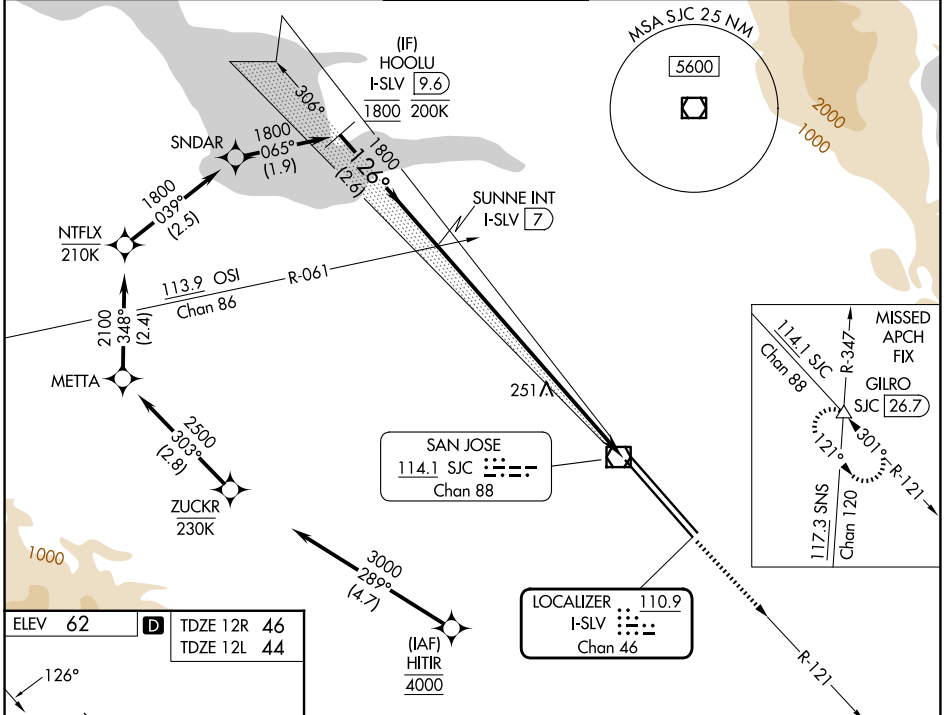 MSA SJC 25 NM
5600
2000
1000
(IF)
HOOLU
I-SLV 9.6
1800 200K
306°
SNDAR
1800
065°
(1.9)
126°
1800
(2.6)
1800
039°
(2.5)
NTFLX
210K
SUNNE INT
I-SLV 7
113.9 OSI
Chan 86
R-061
2100
348°
(2.4)
METTA
2500
303°
(2.8)
ZUCKR
230K
251
SAN JOSE
114.1 SJC
Chan 88
MISSED
APCH
FIX
114.1 SJC
Chan 88
R-347
GILRO
SJC 26.7
121°
301°
R-121
117.3 SNS
Chan 120
1000
3000
289°
(4.7)
(IAF)
HITIR
4000
LOCALIZER 110.9
I-SLV
Chan 46
R-121
ELEV 62
D
TDZE 12R 46
TDZE 12L 44
126°